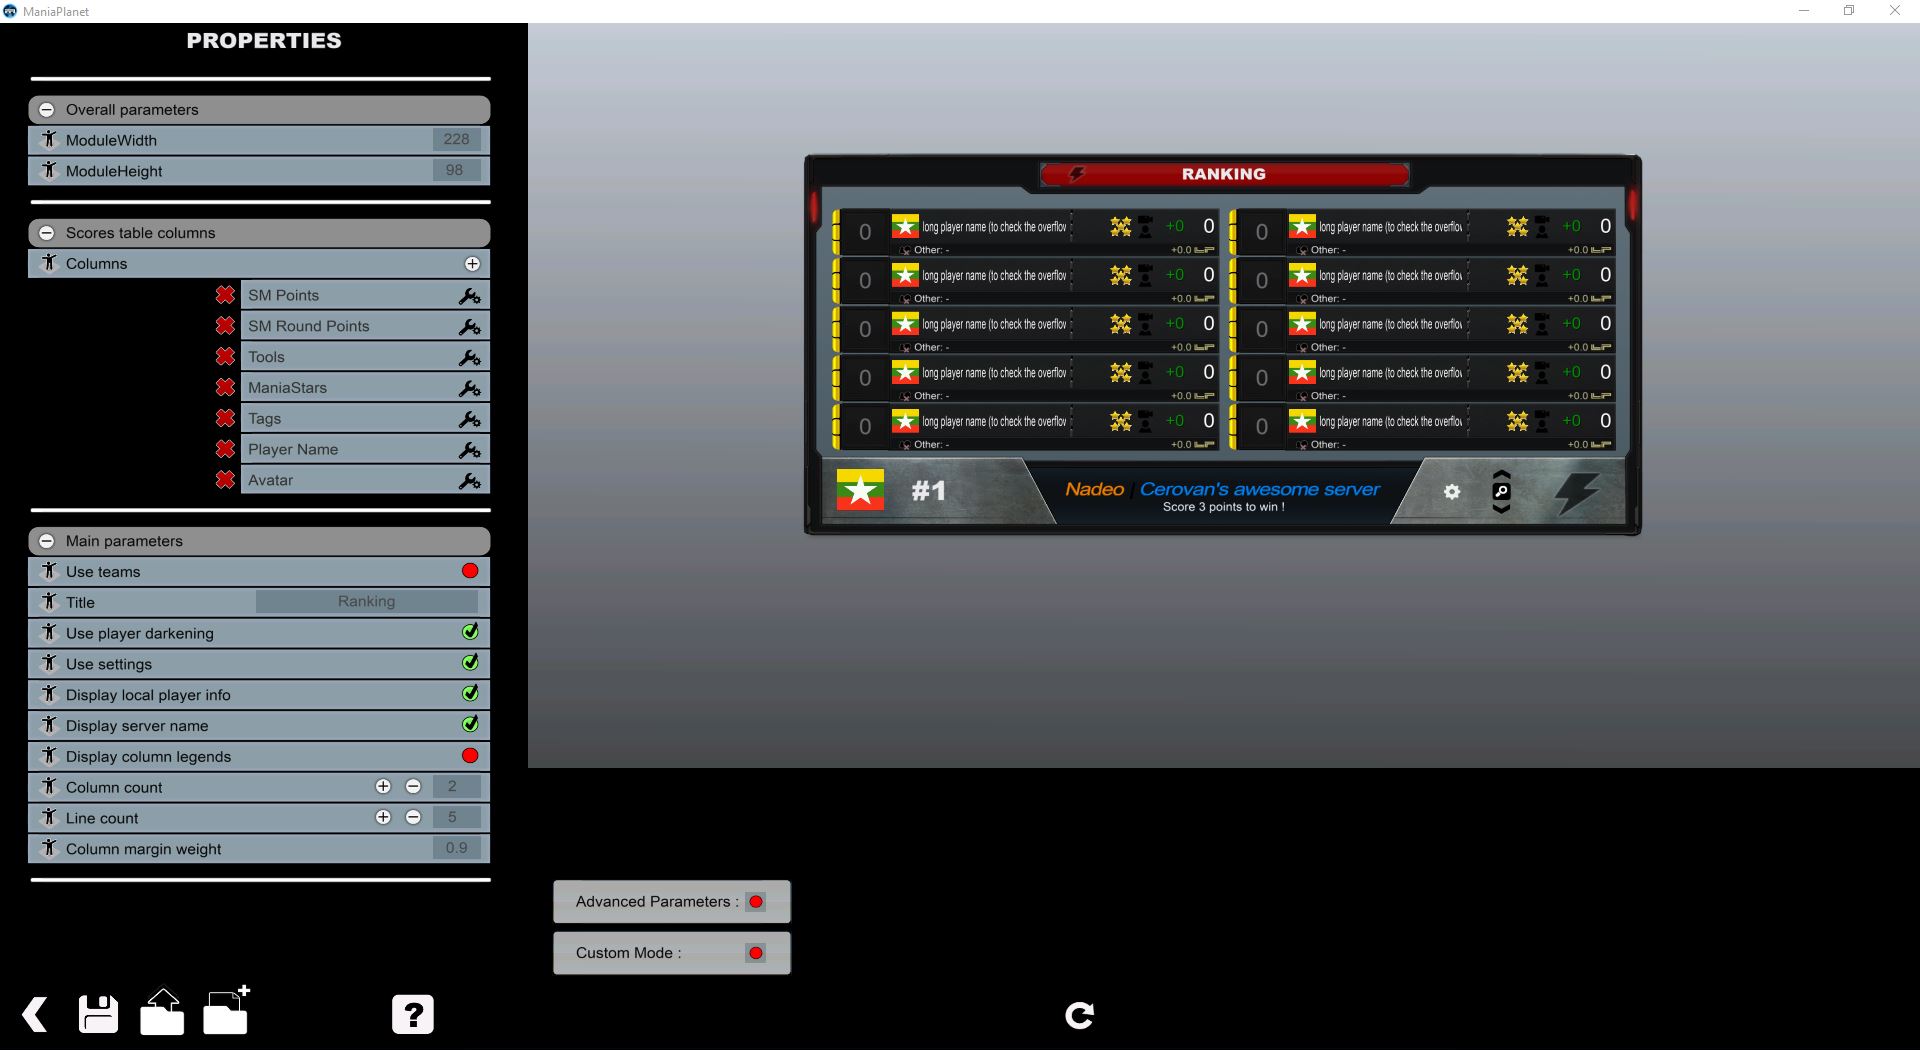 ManiaPlanet
PROPERTIES
Overall parameters
ModuleWidth 228
ModuleHeight 98
Scores table columns
Columns
SM Points
SM Round Points
Tools
ManiaStars
Tags
Player Name
Avatar
Main parameters
Use teams
Title Ranking
Use player darkening
Use settings
Display local player info
Display server name
Display column legends
Column count 2
Line count 5
Column margin weight 0.9
RANKING
0 long player name (to check the overflow +0 0
Other: - +0.0
0 long player name (to check the overflow +0 0
Other: - +0.0
0 long player name (to check the overflow +0 0
Other: - +0.0
0 long player name (to check the overflow +0 0
Other: - +0.0
0 long player name (to check the overflow +0 0
Other: - +0.0
0 long player name (to check the overflow +0 0
Other: - +0.0
0 long player name (to check the overflow +0 0
Other: - +0.0
0 long player name (to check the overflow +0 0
Other: - +0.0
0 long player name (to check the overflow +0 0
Other: - +0.0
0 long player name (to check the overflow +0 0
Other: - +0.0
#1
Nadeo | Cerovan's awesome server
Score 3 points to win !
Advanced Parameters :
Custom Mode :
?